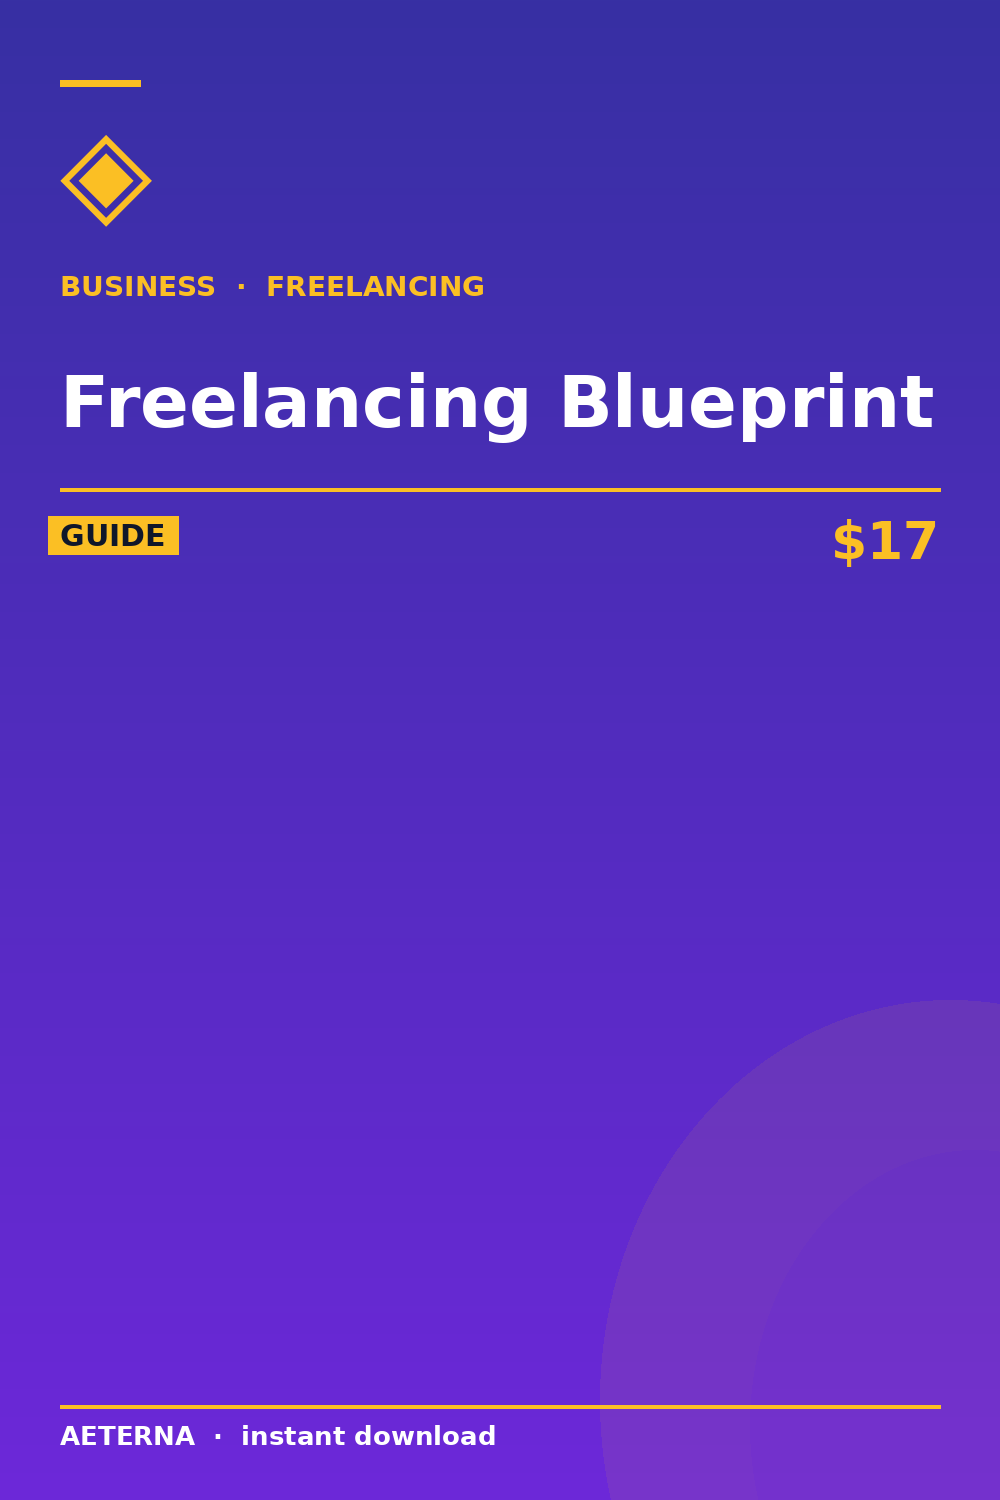 BUSINESS · FREELANCING
Freelancing Blueprint
GUIDE
$17
AETERNA · instant download